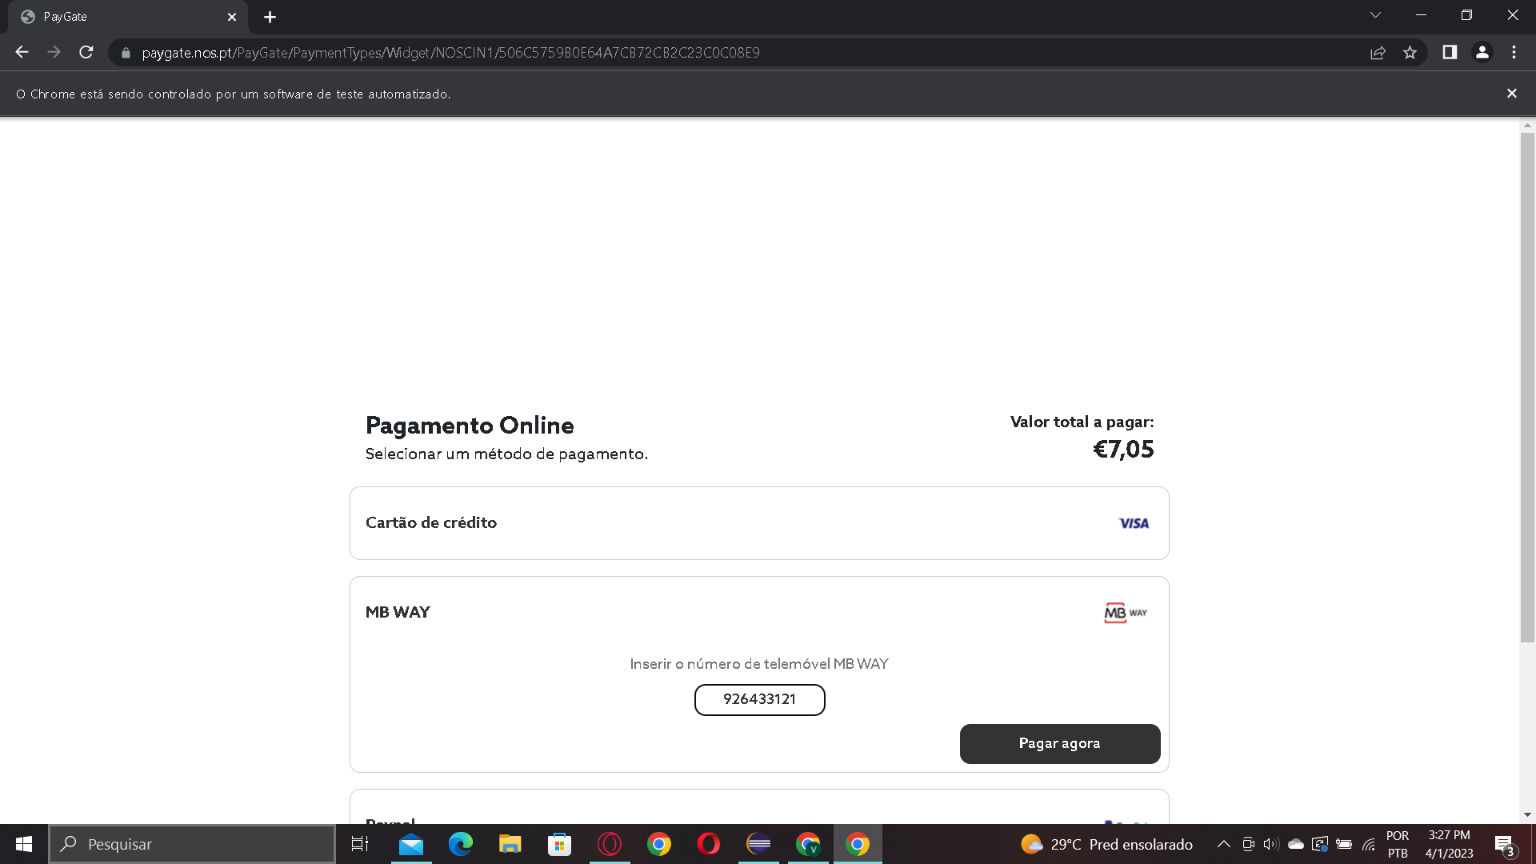 PayGate
paygate.nos.pt/PayGate/PaymentTypes/Widget/NOSCIN1/506C5759B0E64A7CB72CB2C23C0C08E9
O Chrome está sendo controlado por um software de teste automatizado.
Pagamento Online
Selecionar um método de pagamento.
Valor total a pagar:
€7,05
Cartão de crédito
VISA
MB WAY
MB WAY
Inserir o número de telemóvel MB WAY
926433121
Pagar agora
Paypal
Pesquisar
29°C Pred ensolarado
POR
PTB
3:27 PM
4/1/2023
3